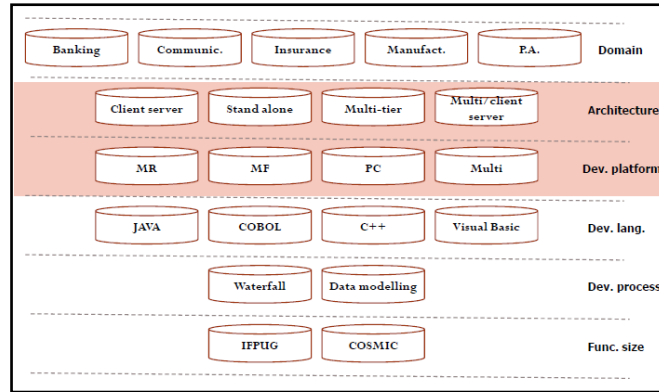 Banking Communic. Insurance Manufact. P.A. Domain
Client server Stand alone Multi-tier Multi/client server Architecture
MR MF PC Multi Dev. platform
JAVA COBOL C++ Visual Basic Dev. lang.
Waterfall Data modelling Dev. process
IFPUG COSMIC Func. size